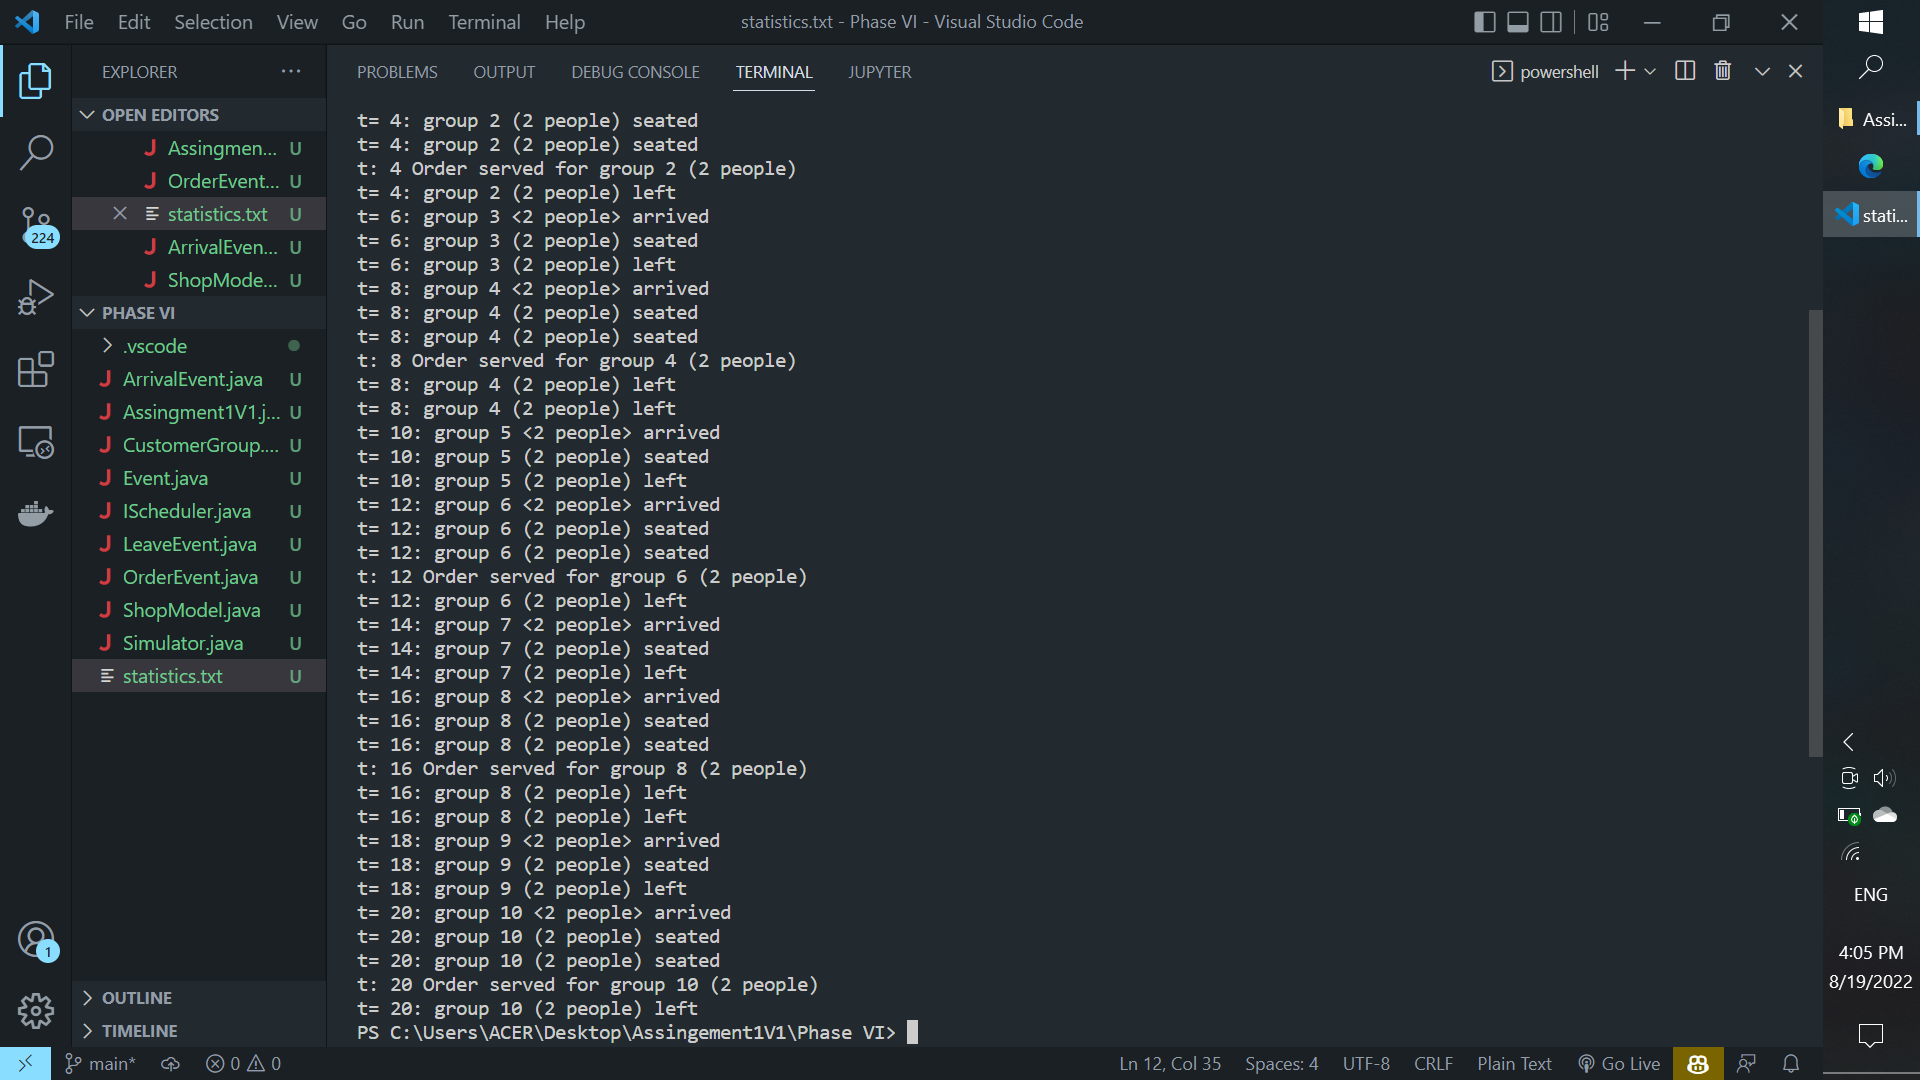 File Edit Selection View Go Run Terminal Help
statistics.txt - Phase VI - Visual Studio Code
EXPLORER
OPEN EDITORS
Assingmen... U
OrderEvent... U
statistics.txt U
ArrivalEven... U
ShopMode... U
PHASE VI
.vscode
ArrivalEvent.java U
Assingment1V1.j... U
CustomerGroup.... U
Event.java U
IScheduler.java U
LeaveEvent.java U
OrderEvent.java U
ShopModel.java U
Simulator.java U
statistics.txt U
OUTLINE
TIMELINE
224
1
PROBLEMS OUTPUT DEBUG CONSOLE TERMINAL JUPYTER
powershell
t= 4: group 2 (2 people) seated
t= 4: group 2 (2 people) seated
t: 4 Order served for group 2 (2 people)
t= 4: group 2 (2 people) left
t= 6: group 3 <2 people> arrived
t= 6: group 3 (2 people) seated
t= 6: group 3 (2 people) left
t= 8: group 4 <2 people> arrived
t= 8: group 4 (2 people) seated
t= 8: group 4 (2 people) seated
t: 8 Order served for group 4 (2 people)
t= 8: group 4 (2 people) left
t= 8: group 4 (2 people) left
t= 10: group 5 <2 people> arrived
t= 10: group 5 (2 people) seated
t= 10: group 5 (2 people) left
t= 12: group 6 <2 people> arrived
t= 12: group 6 (2 people) seated
t= 12: group 6 (2 people) seated
t: 12 Order served for group 6 (2 people)
t= 12: group 6 (2 people) left
t= 14: group 7 <2 people> arrived
t= 14: group 7 (2 people) seated
t= 14: group 7 (2 people) left
t= 16: group 8 <2 people> arrived
t= 16: group 8 (2 people) seated
t= 16: group 8 (2 people) seated
t: 16 Order served for group 8 (2 people)
t= 16: group 8 (2 people) left
t= 16: group 8 (2 people) left
t= 18: group 9 <2 people> arrived
t= 18: group 9 (2 people) seated
t= 18: group 9 (2 people) left
t= 20: group 10 <2 people> arrived
t= 20: group 10 (2 people) seated
t= 20: group 10 (2 people) seated
t: 20 Order served for group 10 (2 people)
t= 20: group 10 (2 people) left
PS C:\Users\ACER\Desktop\Assingement1V1\Phase VI>
main* 0 0
Ln 12, Col 35 Spaces: 4 UTF-8 CRLF Plain Text Go Live
Assi...
stati...
ENG
4:05 PM
8/19/2022